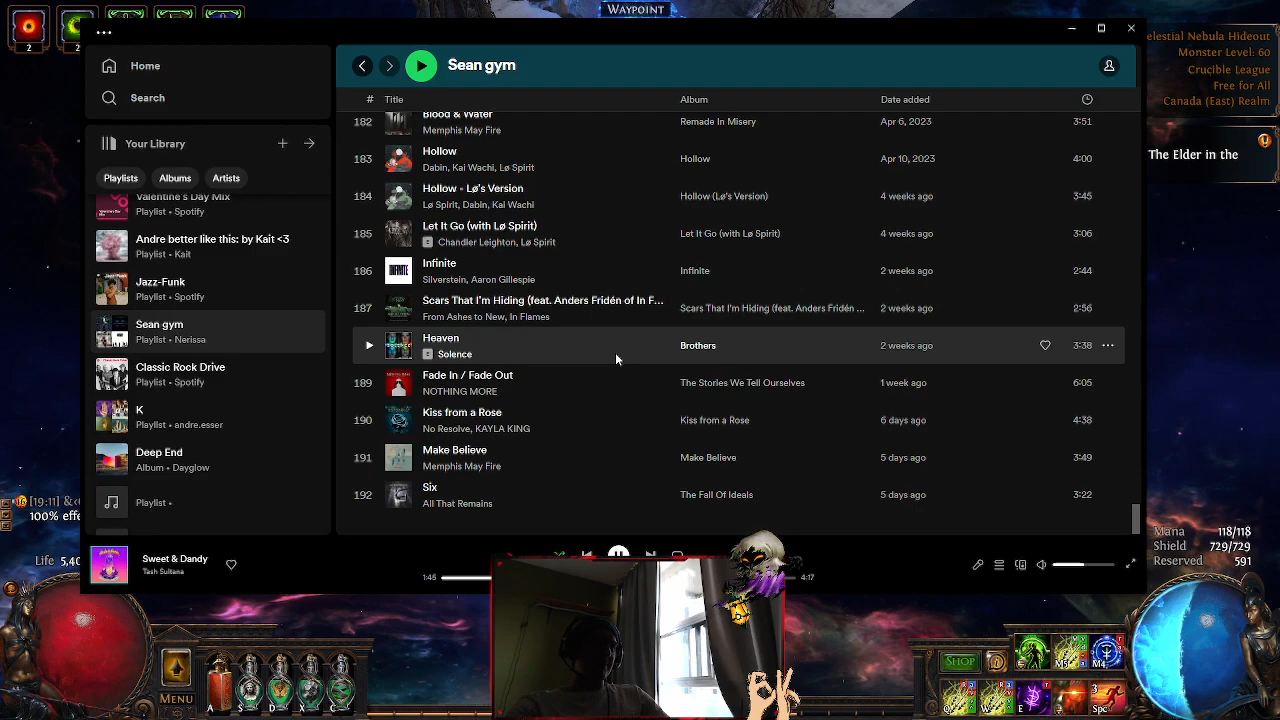 WAYPOINT
2
2
Celestial Nebula Hideout
Monster Level: 60
Crucible League
Free for All
Canada (East) Realm
The Elder in the
Home
Search
Your Library
Playlists
Albums
Artists
Valentine's Day Mix
Playlist • Spotify
Andre better like this: by Kait <3
Playlist • Kait
Jazz-Funk
Playlist • Spotify
Sean gym
Playlist • Nerissa
Classic Rock Drive
Playlist • Spotify
K
Playlist • andre.esser
Deep End
Album • Dayglow
Playlist •
Sean gym
# Title Album Date added
182 Blood & Water Remade In Misery Apr 6, 2023 3:51
Memphis May Fire
183 Hollow Hollow Apr 10, 2023 4:00
Dabin, Kai Wachi, Lø Spirit
184 Hollow - Lø's Version Hollow (Lø's Version) 4 weeks ago 3:45
Lø Spirit, Dabin, Kai Wachi
185 Let It Go (with Lø Spirit) Let It Go (with Lø Spirit) 4 weeks ago 3:06
E Chandler Leighton, Lø Spirit
186 Infinite Infinite 2 weeks ago 2:44
Silverstein, Aaron Gillespie
187 Scars That I'm Hiding (feat. Anders Fridén of In F... Scars That I'm Hiding (feat. Anders Fridén ... 2 weeks ago 2:56
From Ashes to New, In Flames
Heaven Brothers 2 weeks ago 3:38
E Solence
189 Fade In / Fade Out The Stories We Tell Ourselves 1 week ago 6:05
NOTHING MORE
190 Kiss from a Rose Kiss from a Rose 6 days ago 4:38
No Resolve, KAYLA KING
191 Make Believe Make Believe 5 days ago 3:49
Memphis May Fire
192 Six The Fall Of Ideals 5 days ago 3:22
All That Remains
Sweet & Dandy
Tash Sultana
1:45 4:17
[19:11]
100% effe
Life 5,40
Mana 118/118
Shield 729/729
Reserved 591
MENU
SHOP